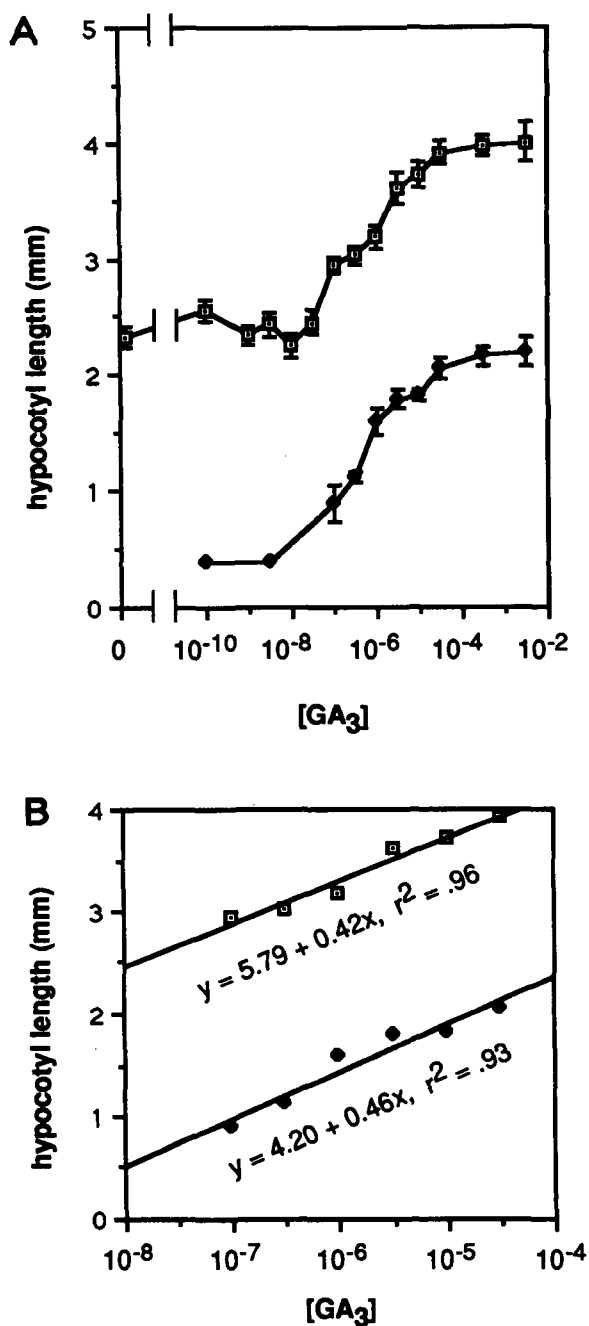 A
5
4
3
2
1
0
hypocotyl length (mm)
0 10-10 10-8 10-6 10-4 10-2
[GA3]
B
4
3
2
1
0
hypocotyl length (mm)
y = 5.79 + 0.42x, r2 = .96
y = 4.20 + 0.46x, r2 = .93
10-8 10-7 10-6 10-5 10-4
[GA3]